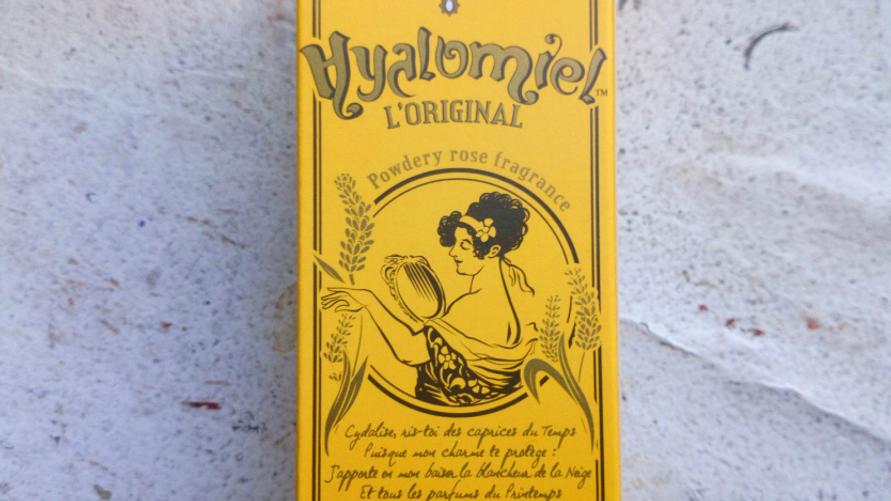 Hyalomiel™
L'ORIGINAL
Powdery rose fragrance
Cydalise, ris-toi des caprices du Temps
Puisque mon charme te protège :
J'apporte en mon baiser la blancheur de la Neige
Et tous les parfums du Printemps